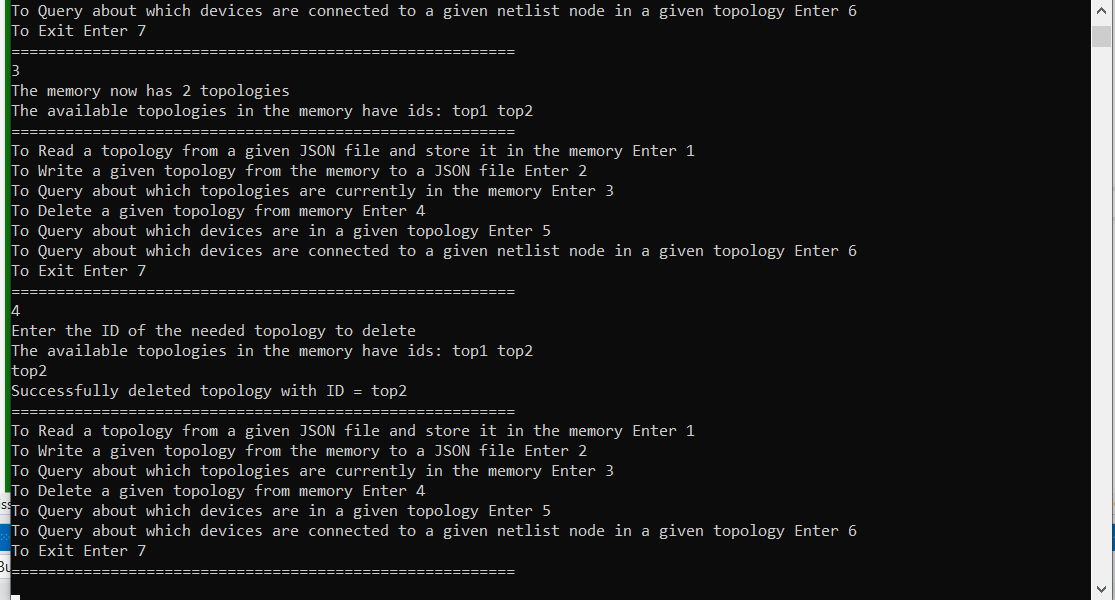 To Query about which devices are connected to a given netlist node in a given topology Enter 6
To Exit Enter 7
========================================================
3
The memory now has 2 topologies
The available topologies in the memory have ids: top1 top2
========================================================
To Read a topology from a given JSON file and store it in the memory Enter 1
To Write a given topology from the memory to a JSON file Enter 2
To Query about which topologies are currently in the memory Enter 3
To Delete a given topology from memory Enter 4
To Query about which devices are in a given topology Enter 5
To Query about which devices are connected to a given netlist node in a given topology Enter 6
To Exit Enter 7
========================================================
4
Enter the ID of the needed topology to delete
The available topologies in the memory have ids: top1 top2
top2
Successfully deleted topology with ID = top2
========================================================
To Read a topology from a given JSON file and store it in the memory Enter 1
To Write a given topology from the memory to a JSON file Enter 2
To Query about which topologies are currently in the memory Enter 3
To Delete a given topology from memory Enter 4
To Query about which devices are in a given topology Enter 5
To Query about which devices are connected to a given netlist node in a given topology Enter 6
To Exit Enter 7
========================================================